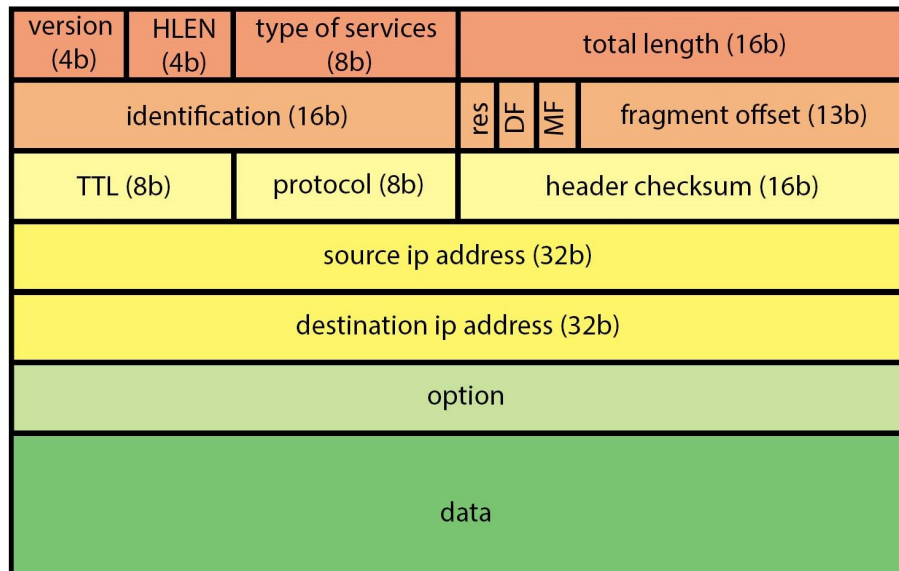 version
(4b)
HLEN
(4b)
type of services
(8b)
total length (16b)
identification (16b)
res
DF
MF
fragment offset (13b)
TTL (8b)
protocol (8b)
header checksum (16b)
source ip address (32b)
destination ip address (32b)
option
data